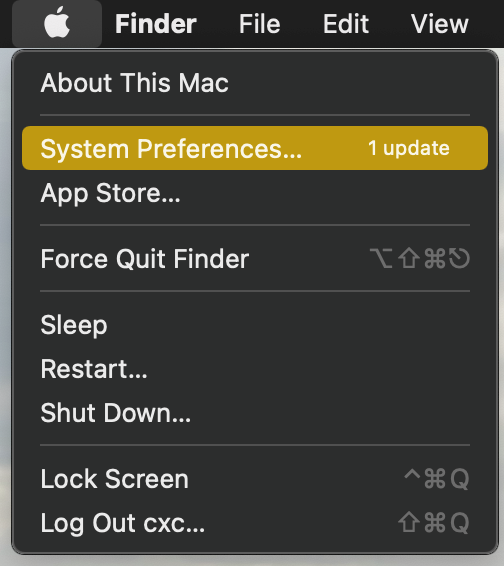 Finder File Edit View
About This Mac
System Preferences... 1 update
App Store...
Force Quit Finder ⌥⇧⌘⎋
Sleep
Restart...
Shut Down...
Lock Screen ^⌘Q
Log Out cxc... ⇧⌘Q